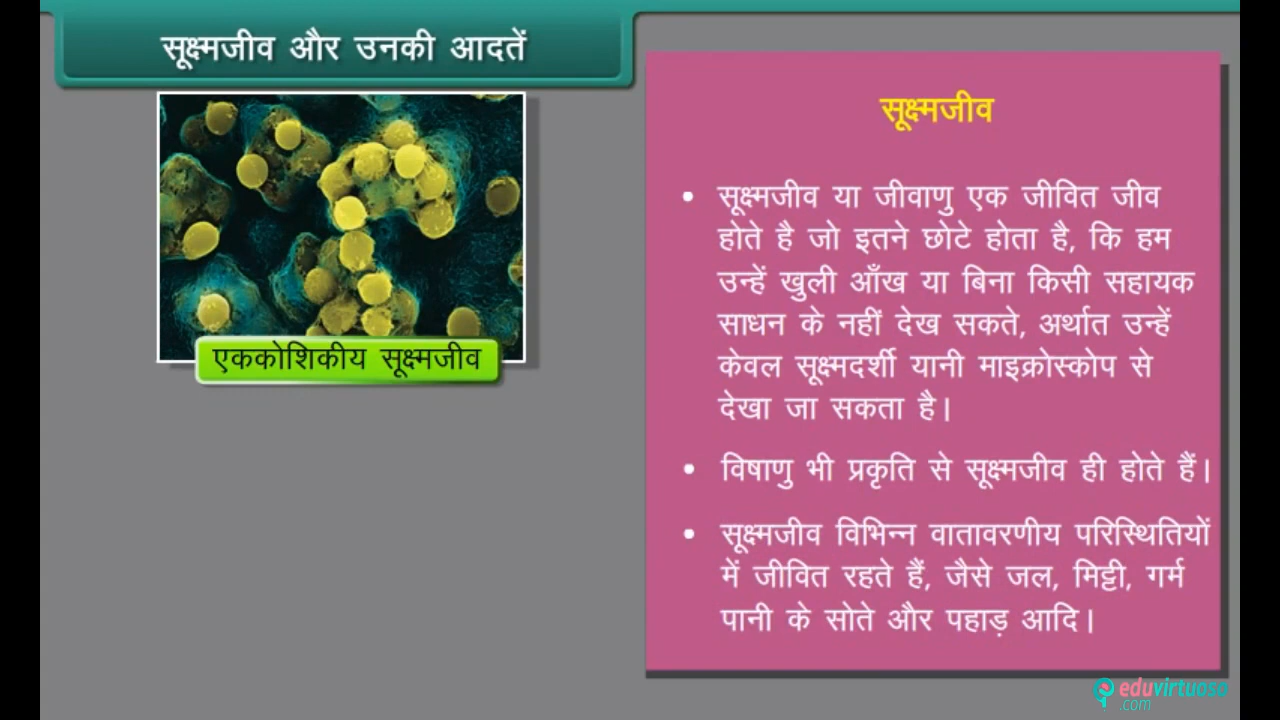 सूक्ष्मजीव और उनकी आदतें
एककोशिकीय सूक्ष्मजीव
सूक्ष्मजीव
• सूक्ष्मजीव या जीवाणु एक जीवित जीव
होते है जो इतने छोटे होता है, कि हम
उन्हें खुली आँख या बिना किसी सहायक
साधन के नहीं देख सकते, अर्थात उन्हें
केवल सूक्ष्मदर्शी यानी माइक्रोस्कोप से
देखा जा सकता है।
• विषाणु भी प्रकृति से सूक्ष्मजीव ही होते हैं।
• सूक्ष्मजीव विभिन्न वातावरणीय परिस्थितियों
में जीवित रहते हैं, जैसे जल, मिट्टी, गर्म
पानी के सोते और पहाड़ आदि।
eduvirtuoso
.com